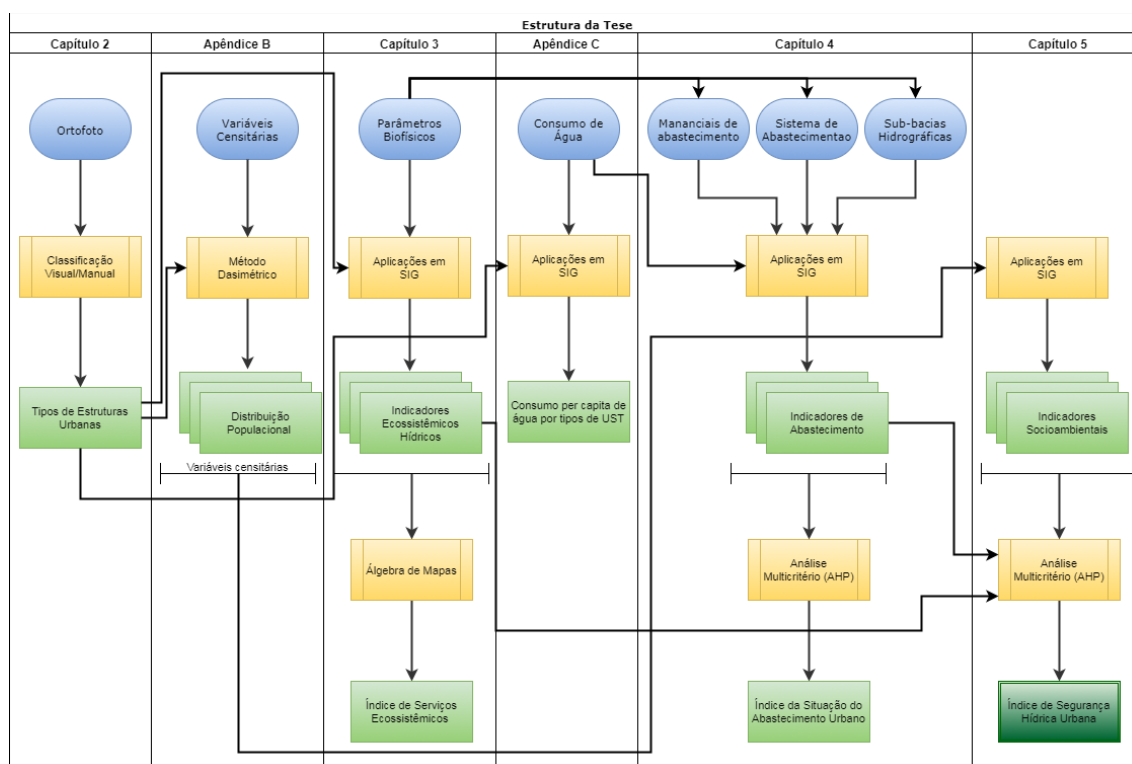 Estrutura da Tese
Capítulo 2
Apêndice B
Capítulo 3
Apêndice C
Capítulo 4
Capítulo 5
Ortofoto
Variáveis
Censitárias
Parâmetros
Biofísicos
Consumo de
Água
Mananciais de
abastecimento
Sistema de
Abastecimentao
Sub-bacias
Hidrográficas
Classificação
Visual/Manual
Método
Dasimétrico
Aplicações em
SIG
Aplicações em
SIG
Aplicações em
SIG
Aplicações em
SIG
Tipos de Estruturas
Urbanas
Distribuição
Populacional
Indicadores
Ecossistêmicos
Hídricos
Consumo per capita de
água por tipos de UST
Indicadores de
Abastecimento
Indicadores
Socioambientais
Variáveis censitárias
Álgebra de Mapas
Análise
Multicritério (AHP)
Análise
Multicritério (AHP)
Índice de Serviços
Ecossistêmicos
Índice da Situação do
Abastecimento Urbano
Índice de Segurança
Hídrica Urbana